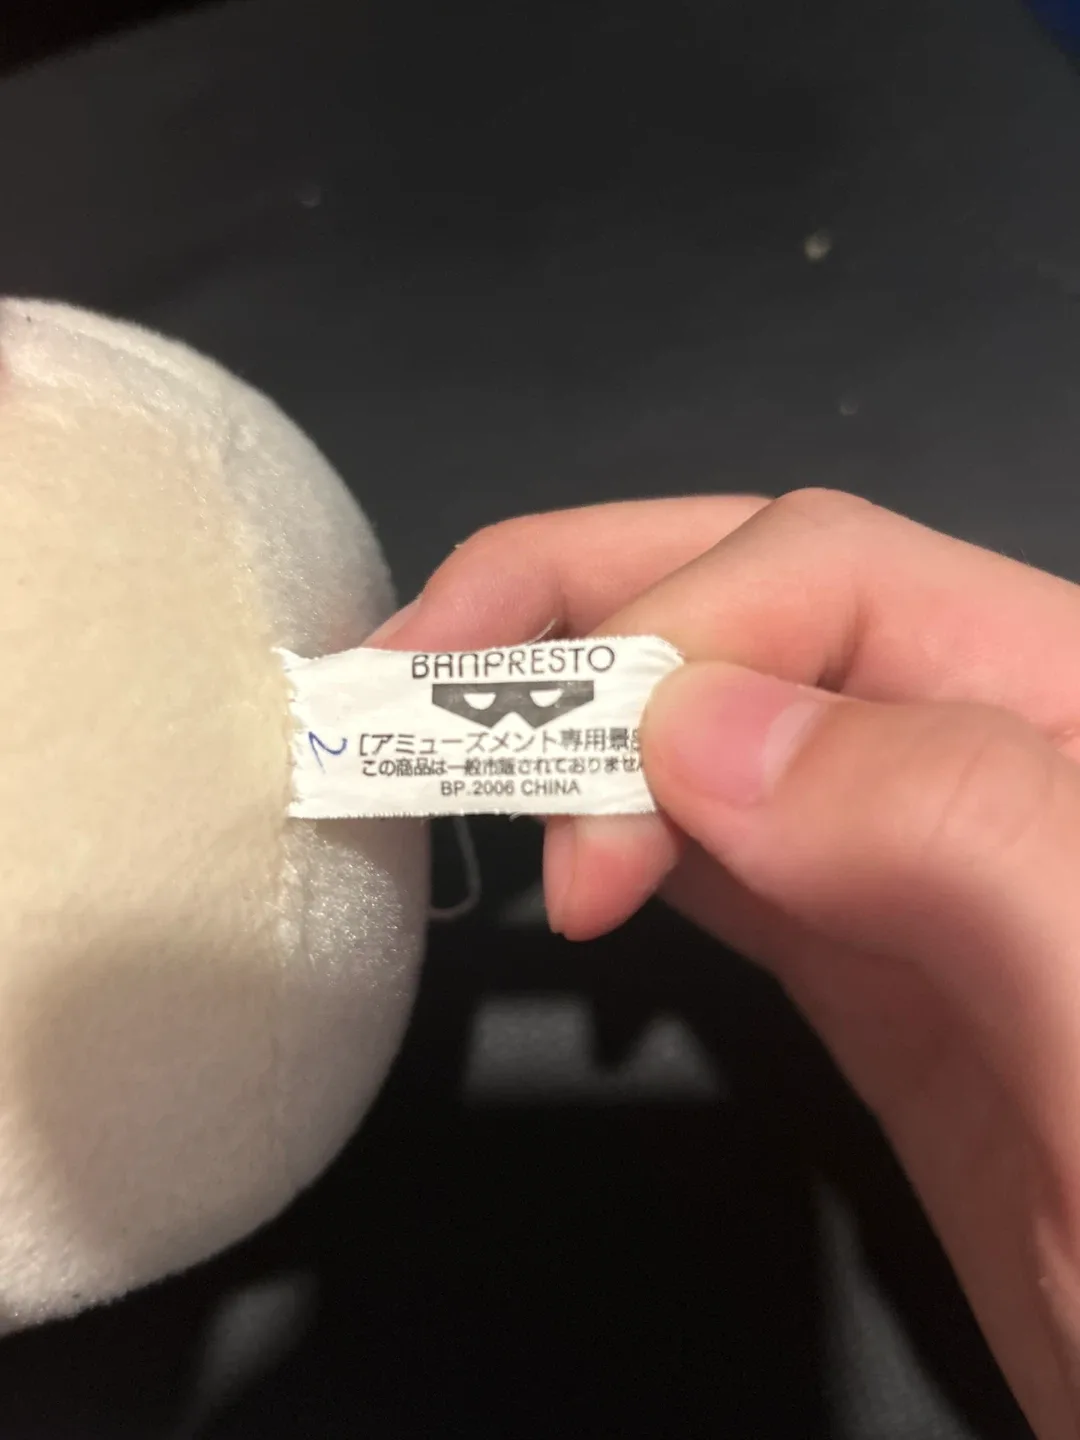 BANPRESTO
[アミューズメント専用景品
この商品は一般市販されておりませ
BP.2006 CHINA